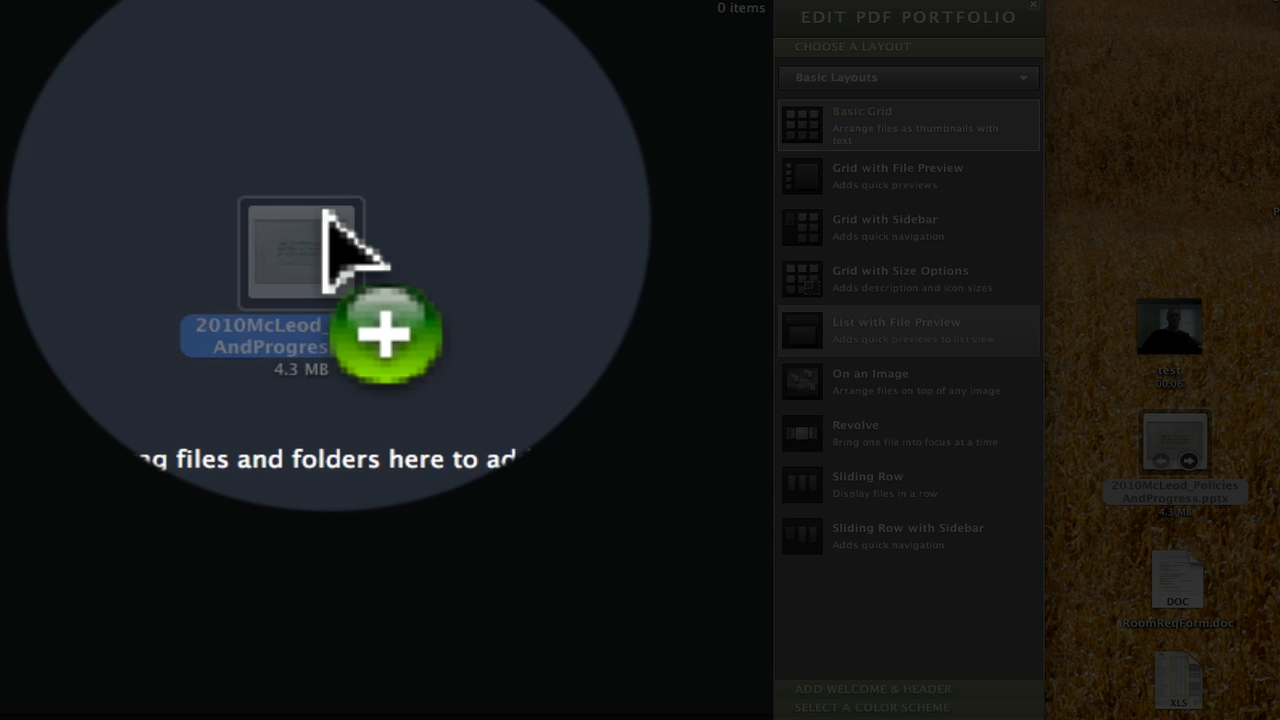 0 items
EDIT PDF PORTFOLIO
CHOOSE A LAYOUT
Basic Layouts
Basic Grid
Arrange files as thumbnails with
text
Grid with File Preview
Adds quick previews
Grid with Sidebar
Adds quick navigation
Grid with Size Options
Adds description and icon sizes
List with File Preview
Adds quick previews to list view
On an Image
Arrange files on top of any image
Revolve
Bring one file into focus at a time
Sliding Row
Display files in a row
Sliding Row with Sidebar
Adds quick navigation
ADD WELCOME & HEADER
SELECT A COLOR SCHEME
2010McLeod_
AndProgres
4.3 MB
files and folders here to
test
00:06
2010McLeod_Policies
AndProgress.pptx
4.3 MB
DOC
RoomReqForm.doc
XLS